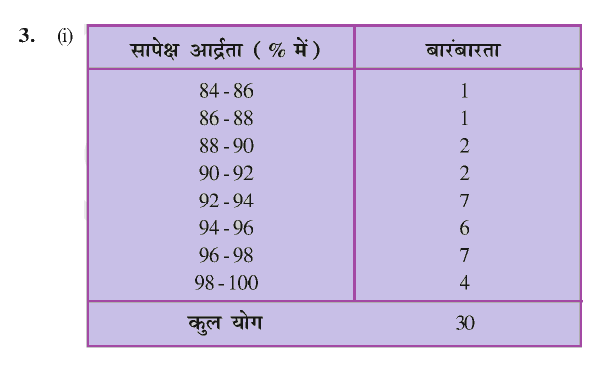 3. (i) सापेक्ष आर्द्रता ( % में ) बारंबारता
84 - 86 1
86 - 88 1
88 - 90 2
90 - 92 2
92 - 94 7
94 - 96 6
96 - 98 7
98 - 100 4
कुल योग 30